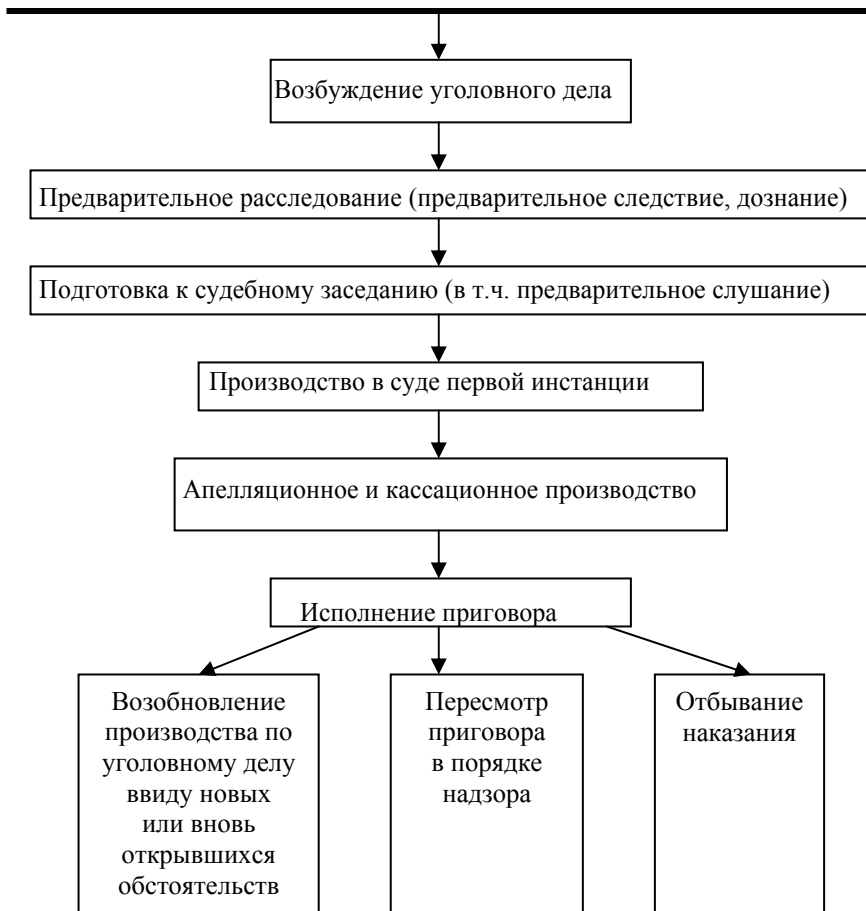 Возбуждение уголовного дела
Предварительное расследование (предварительное следствие, дознание)
Подготовка к судебному заседанию (в т.ч. предварительное слушание)
Производство в суде первой инстанции
Апелляционное и кассационное производство
Исполнение приговора
Возобновление
производства по
уголовному делу
ввиду новых
или вновь
открывшихся
обстоятельств
Пересмотр
приговора
в порядке
надзора
Отбывание
наказания